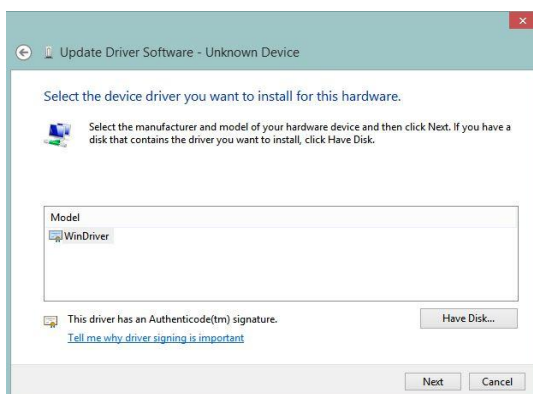 Update Driver Software - Unknown Device
Select the device driver you want to install for this hardware.
Select the manufacturer and model of your hardware device and then click Next. If you have a
disk that contains the driver you want to install, click Have Disk.
Model
WinDriver
This driver has an Authenticode(tm) signature.
Have Disk...
Tell me why driver signing is important
Next
Cancel